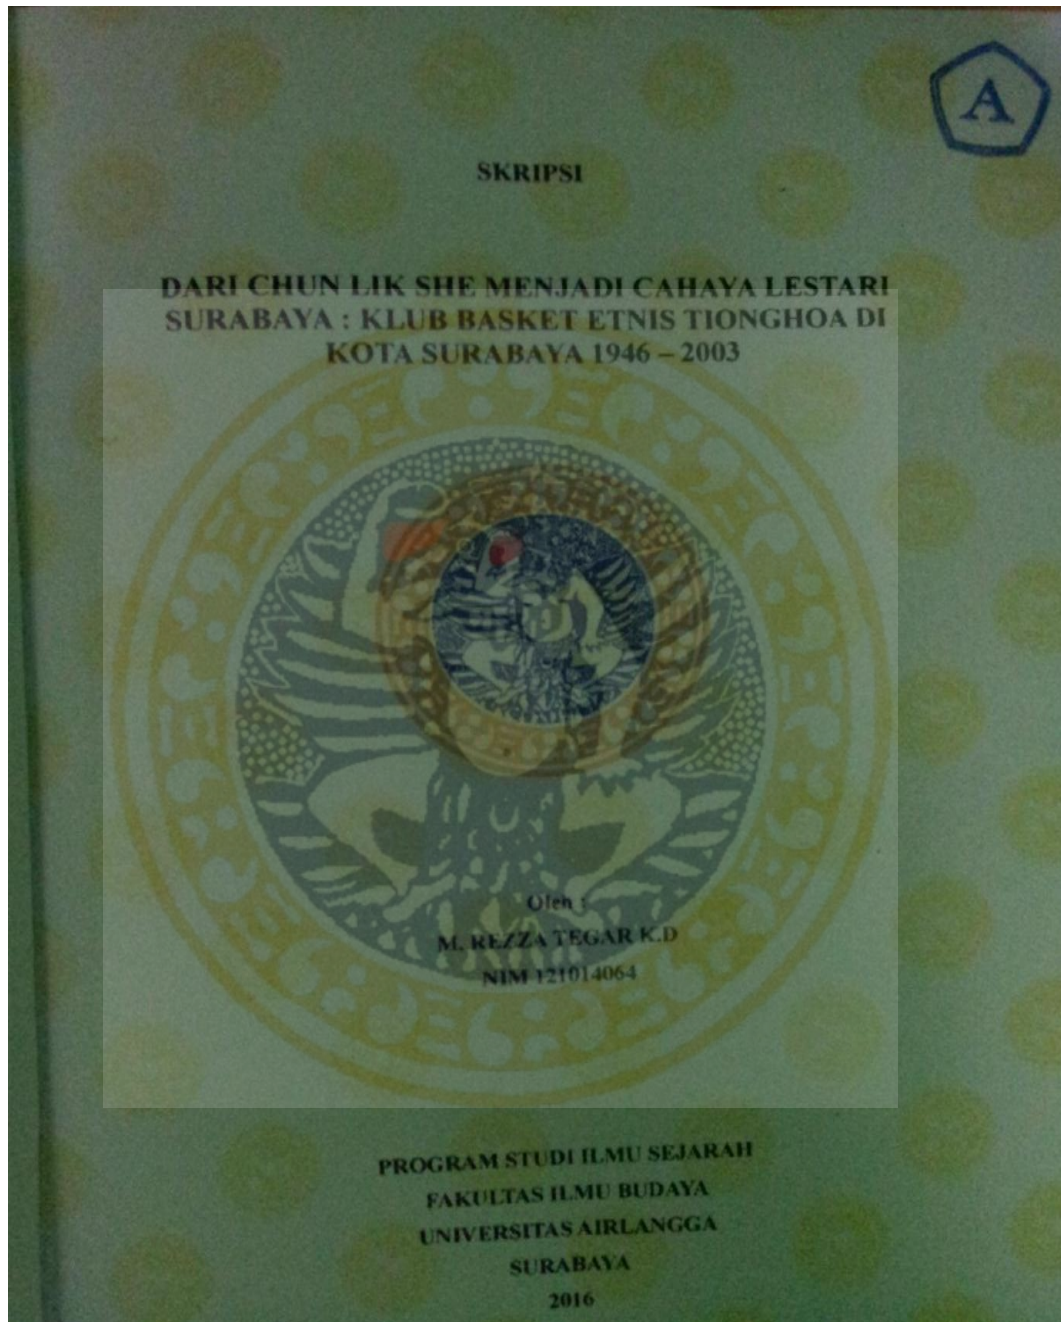 A
SKRIPSI
DARI CHUN LIK SHE MENJADI CAHAYA LESTARI
SURABAYA : KLUB BASKET ETNIS TIONGHOA DI
KOTA SURABAYA 1946 – 2003
Oleh :
M. REZZA TEGAR K.D
NIM 121014064
PROGRAM STUDI ILMU SEJARAH
FAKULTAS ILMU BUDAYA
UNIVERSITAS AIRLANGGA
SURABAYA
2016